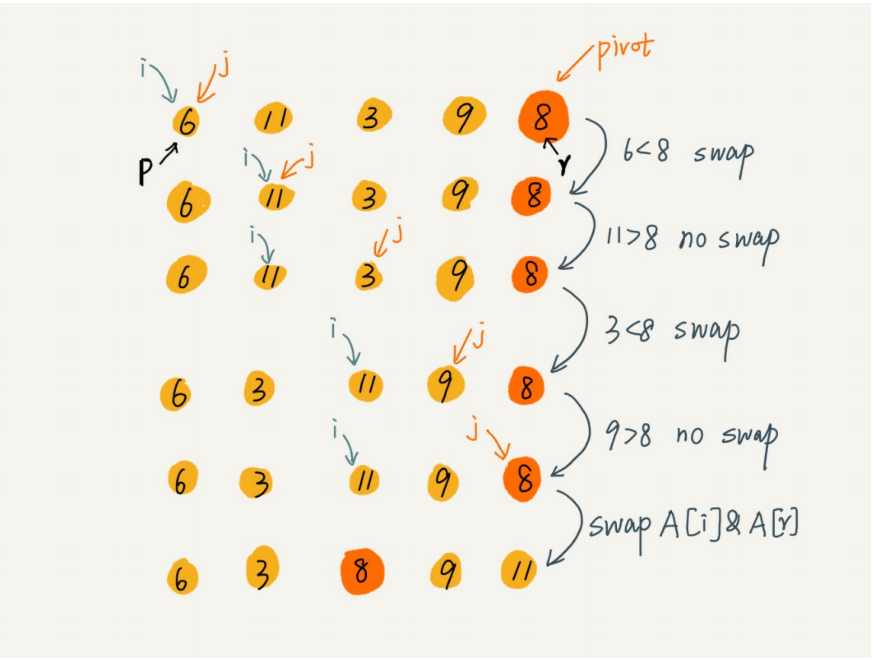 pivot
i j
6 11 3 9 8
p i j r 6<8 swap
6 11 3 9 8
i j 11>8 no swap
6 11 3 9 8
i j 3<8 swap
6 3 11 9 8
i j 9>8 no swap
6 3 11 9 8
swap A[i]&A[r]
6 3 8 9 11